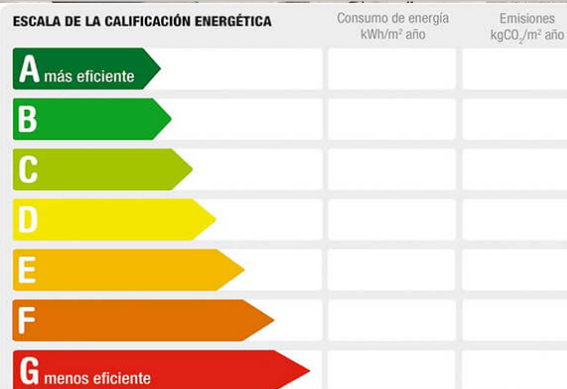 ESCALA DE LA CALIFICACIÓN ENERGÉTICA
Consumo de energía
kWh/m² año
Emisiones
kgCO₂/m² año
A más eficiente
B
C
D
E
F
G menos eficiente